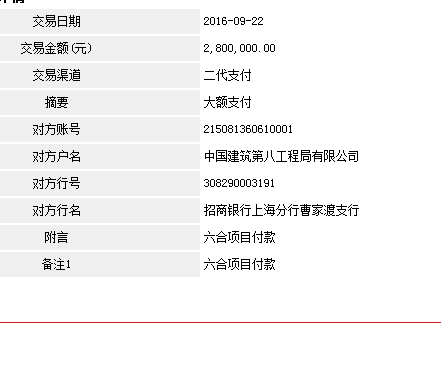 交易日期 2016-09-22
交易金额(元) 2,800,000.00
交易渠道 二代支付
摘要 大额支付
对方账号 215081360610001
对方户名 中国建筑第八工程局有限公司
对方行号 308290003191
对方行名 招商银行上海分行曹家渡支行
附言 六合项目付款
备注1 六合项目付款